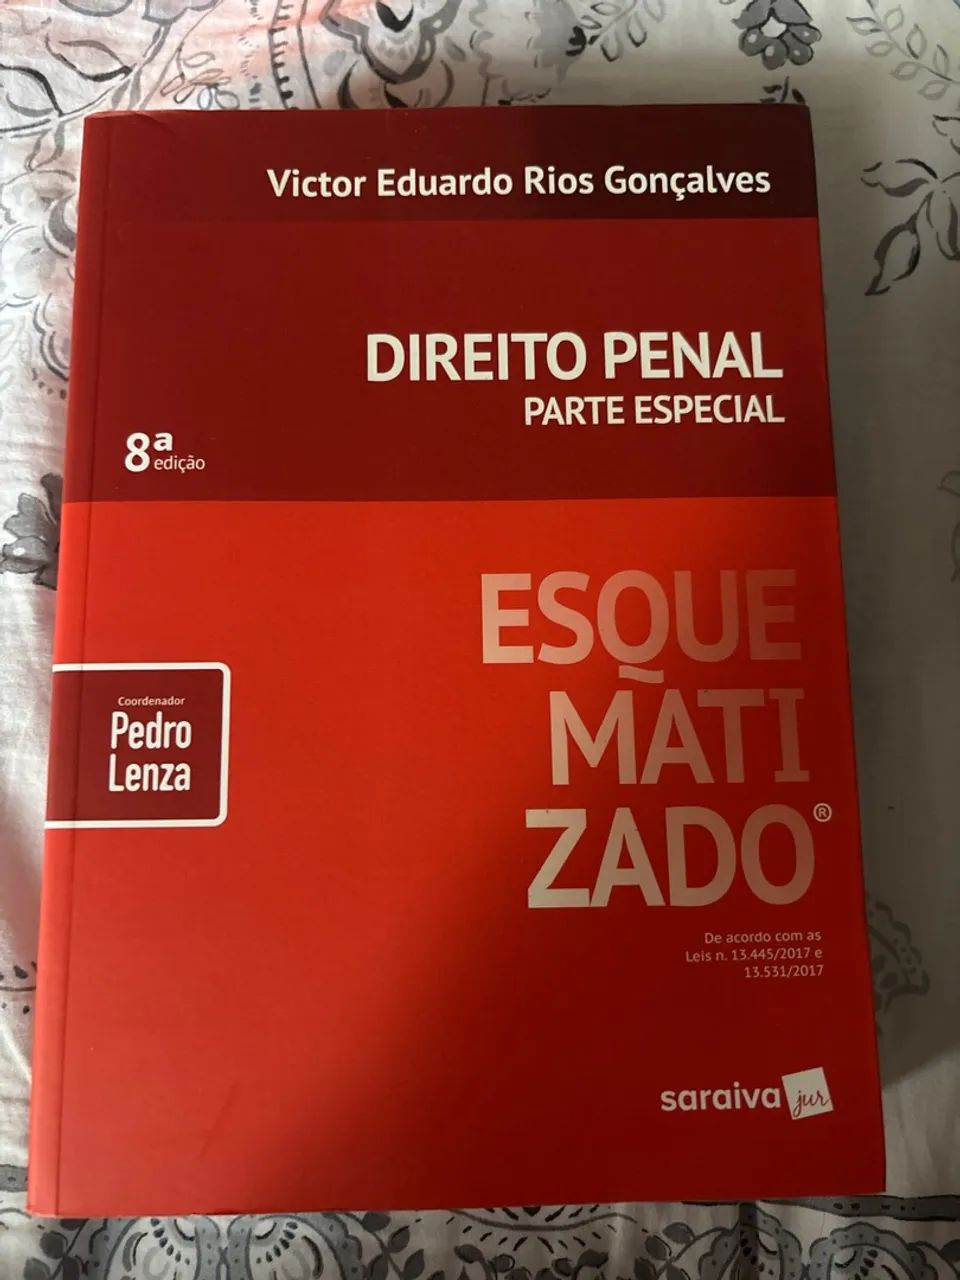 Victor Eduardo Rios Gonçalves
DIREITO PENAL
PARTE ESPECIAL
8ª
edição
ESQUE
MATI
ZADO®
Coordenador
Pedro
Lenza
De acordo com as
Leis n. 13.445/2017 e
13.531/2017
saraiva jur